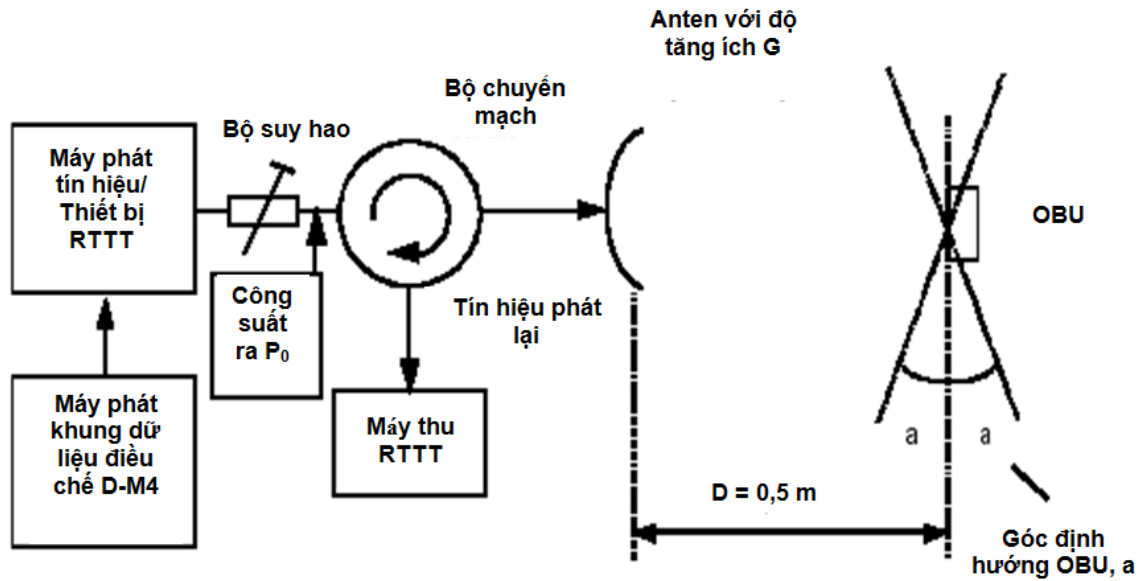 Anten với độ
tăng ích G
Bộ chuyến
mạch
Bộ suy hao
Máy phát
tín hiệu/
Thiết bị
RTTT
OBU
Công
suất
ra P₀
Tín hiệu phát
lại
Máy phát
khung dữ
liệu điều
chế D-M4
Máy thu
RTTT
a
a
D = 0,5 m
Góc định
hướng OBU, a